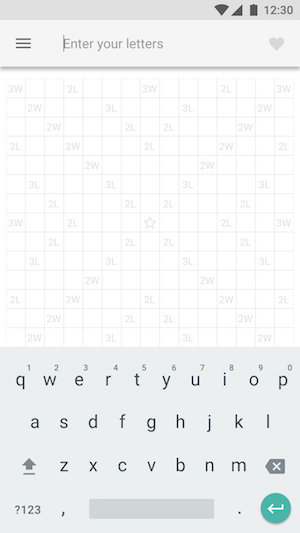 12:30
Enter your letters
3W 2L 3W 2L 3W
2W 3L 3L 2W
2W 2L 2L 2W
2L 2W 2L 2W 2L
2W 2W
3L 3L 3L 3L
2L 2L 2L 2L
3W 2L 2L 3W
2L 2L 2L 2L
3L 3L 3L 3L
2W 2W
2L 2W 2L 2W 2L
2W 2L 2L 2W
2W 3L 3L 2W
1 2 3 4 5 6 7 8 9 0
q w e r t y u i o p
a s d f g h j k l
z x c v b n m
?123 , .